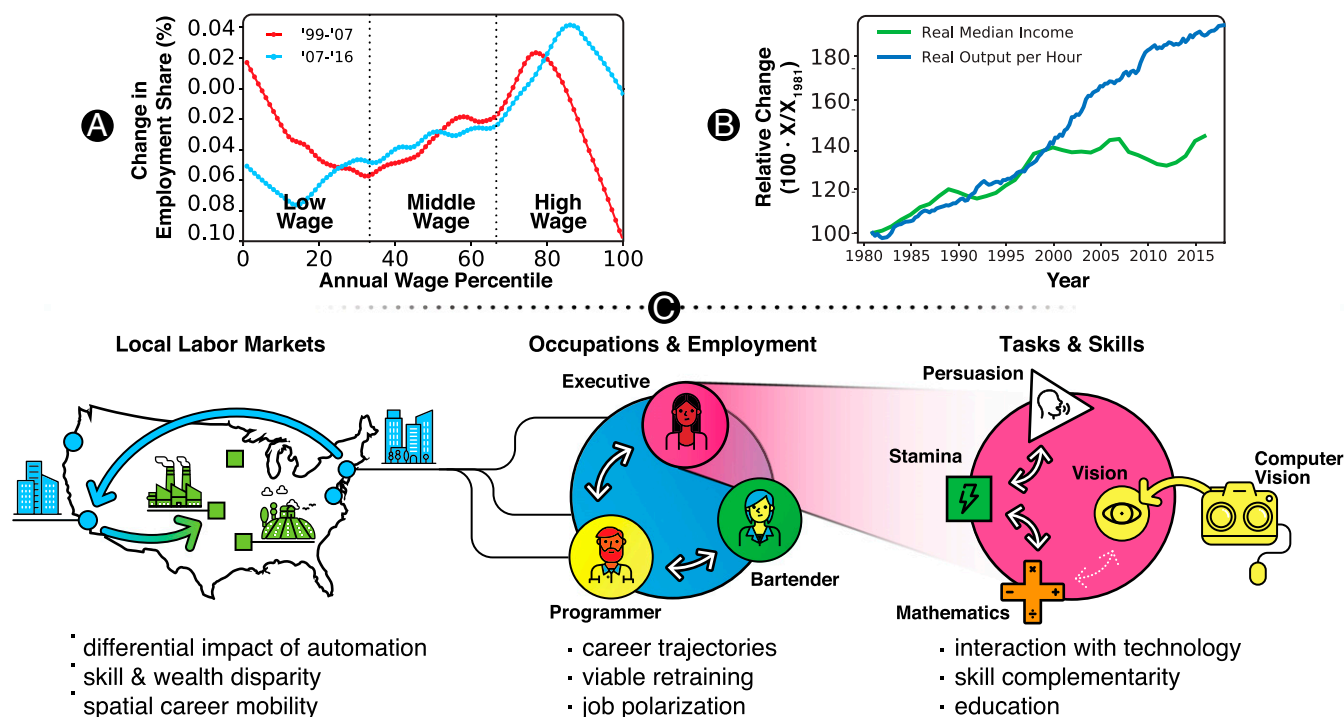 A
Change in
Employment Share (%)
0.04
0.02
0.00
0.02
0.04
0.06
0.08
0.10
'99-'07
'07-'16
Low
Wage
Middle
Wage
High
Wage
0 20 40 60 80 100
Annual Wage Percentile
B
Relative Change
(100 · X/X1981)
180
160
140
120
100
Real Median Income
Real Output per Hour
1980 1985 1990 1995 2000 2005 2010 2015
Year
C
Local Labor Markets
differential impact of automation
skill & wealth disparity
spatial career mobility
Occupations & Employment
Executive
Programmer
Bartender
career trajectories
viable retraining
job polarization
Tasks & Skills
Persuasion
Stamina
Vision
Computer
Vision
Mathematics
interaction with technology
skill complementarity
education